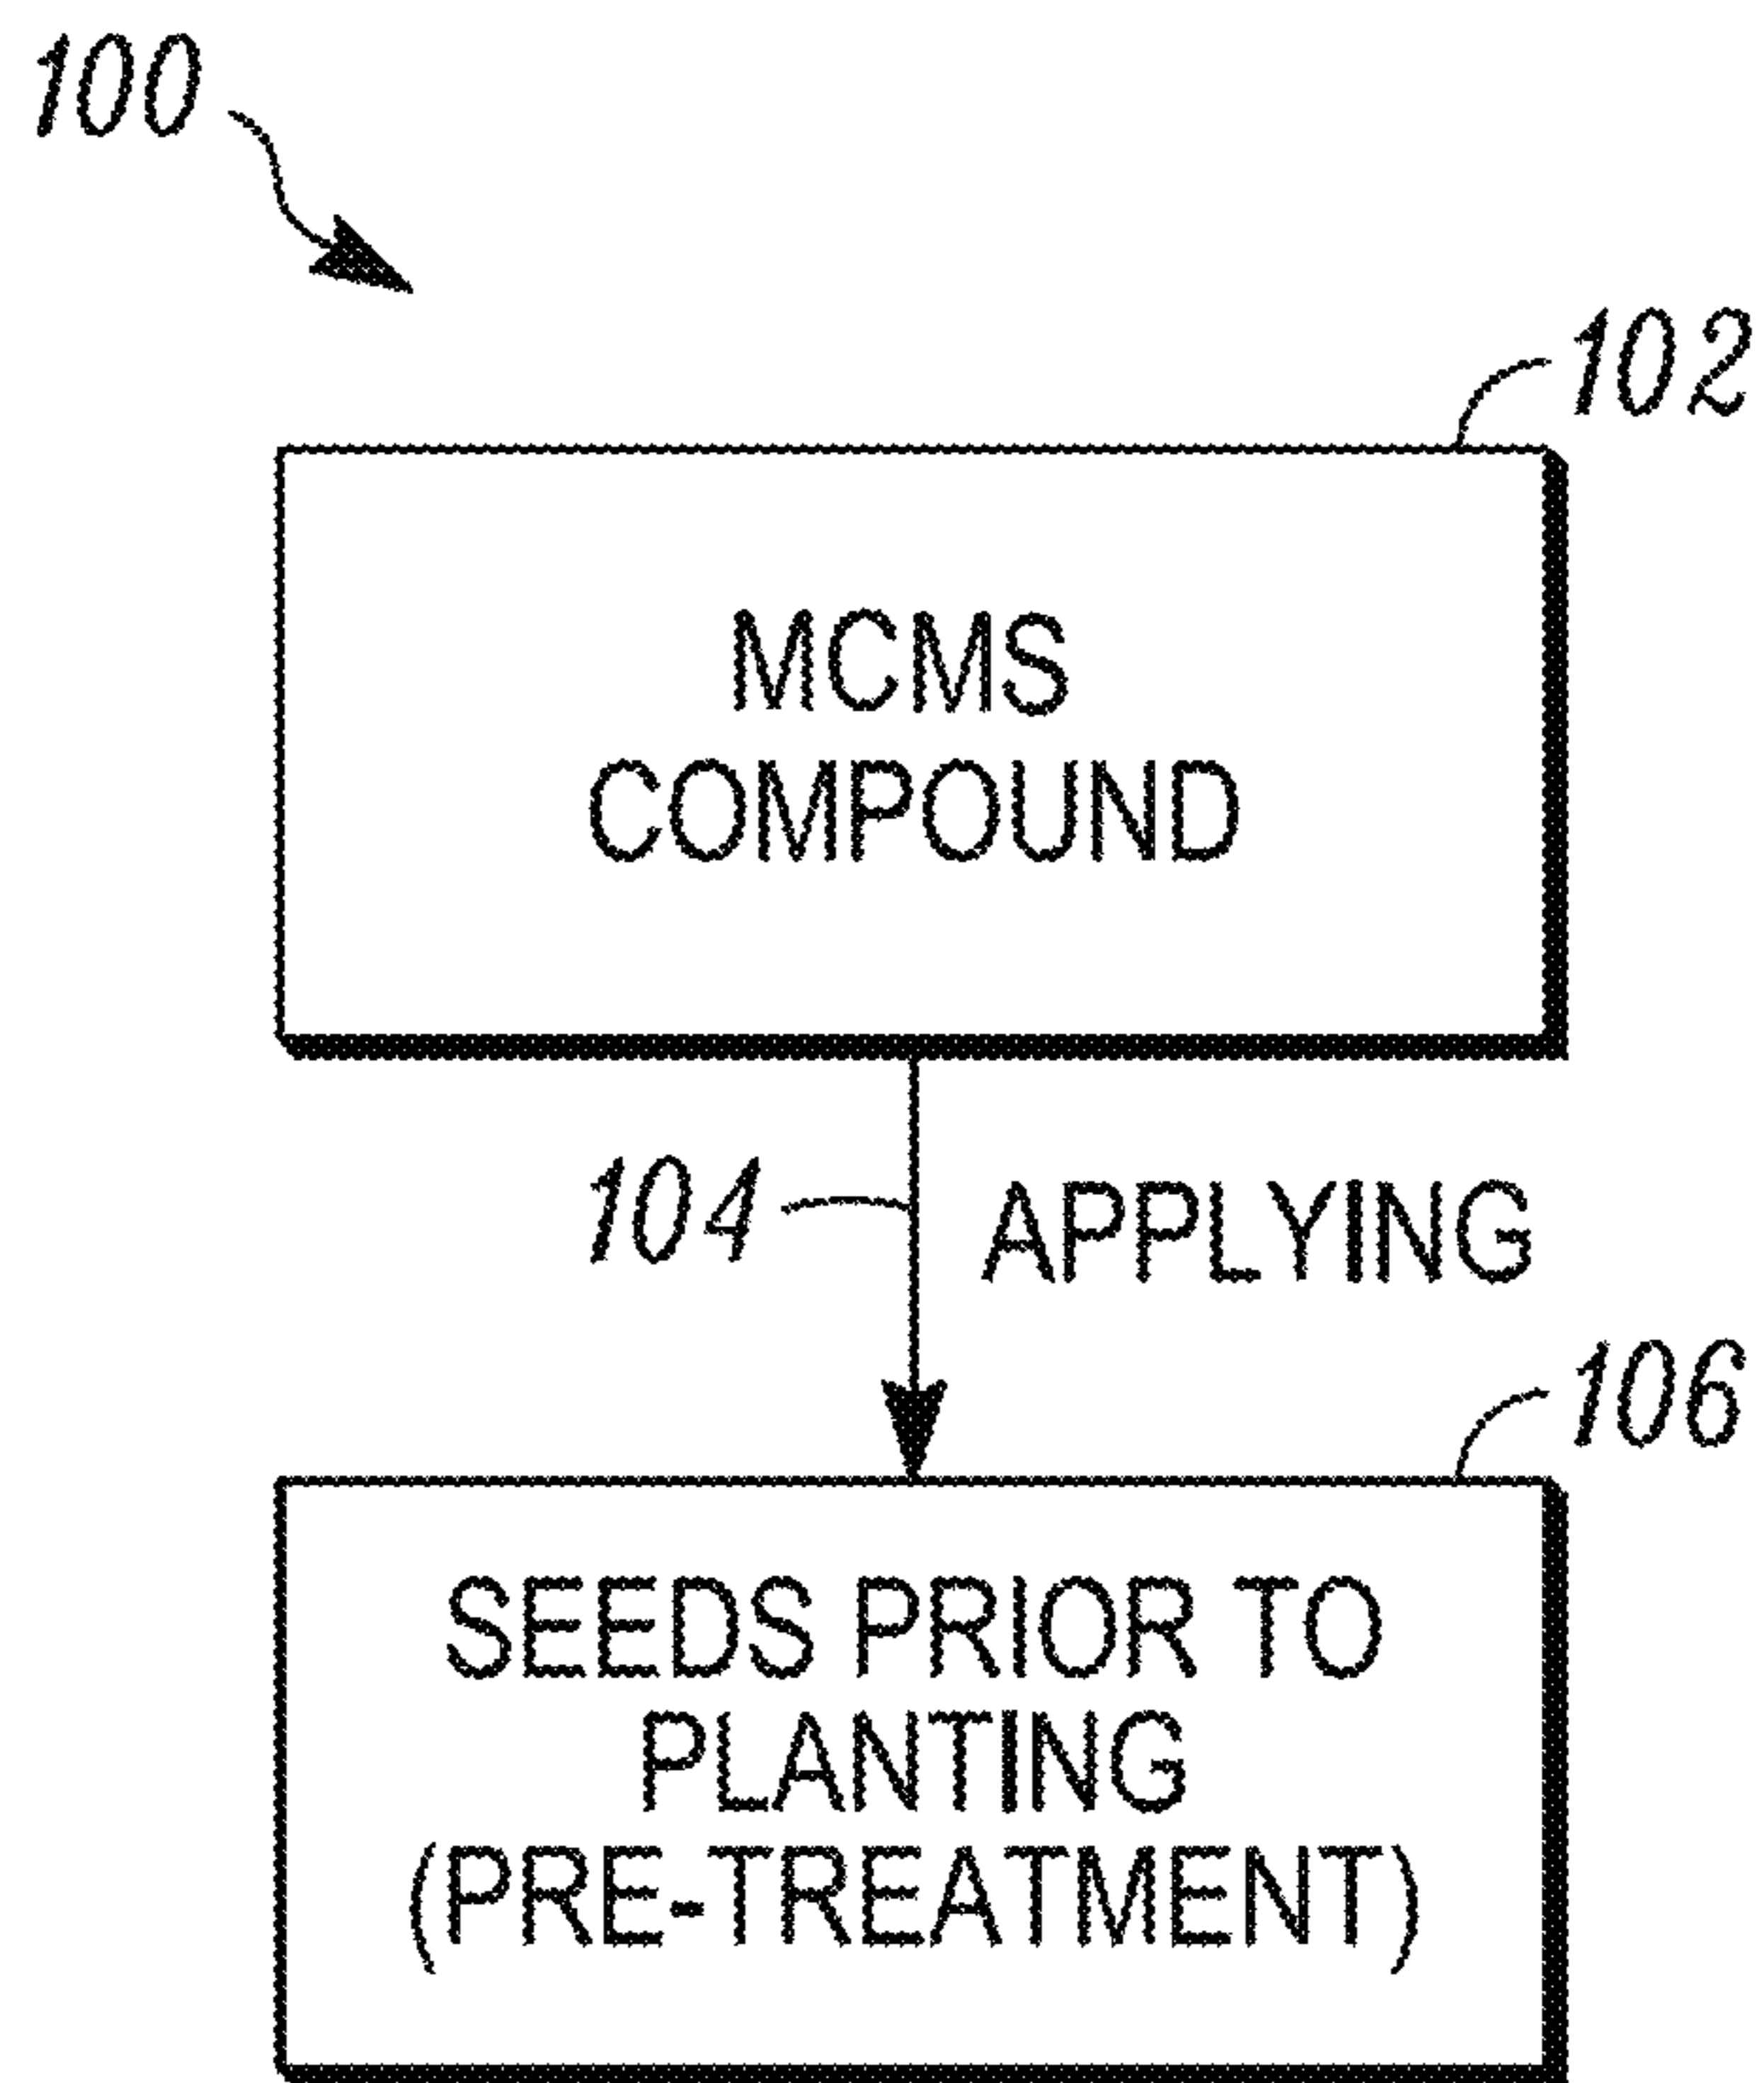 100
102
MCMS
COMPOUND
104 APPLYING
106
SEEDS PRIOR TO
PLANTING
(PRE-TREATMENT)